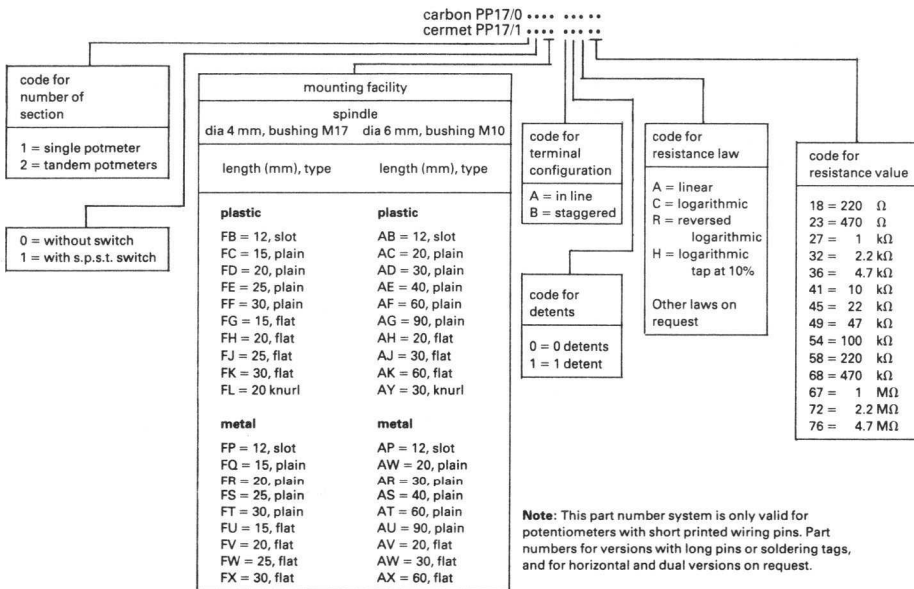 carbon PP17/0 •••• ••• ••
cermet PP17/1 •••• ••• ••
code for
number of
section
1 = single potmeter
2 = tandem potmeters
0 = without switch
1 = with s.p.s.t. switch
mounting facility
spindle
dia 4 mm, bushing M17 dia 6 mm, bushing M10
length (mm), type length (mm), type
plastic plastic
FB = 12, slot AB = 12, slot
FC = 15, plain AC = 20, plain
FD = 20, plain AD = 30, plain
FE = 25, plain AE = 40, plain
FF = 30, plain AF = 60, plain
FG = 15, flat AG = 90, plain
FH = 20, flat AH = 20, flat
FJ = 25, flat AJ = 30, flat
FK = 30, flat AK = 60, flat
FL = 20 knurl AY = 30, knurl
metal metal
FP = 12, slot AP = 12, slot
FQ = 15, plain AW = 20, plain
FR = 20, plain AR = 30, plain
FS = 25, plain AS = 40, plain
FT = 30, plain AT = 60, plain
FU = 15, flat AU = 90, plain
FV = 20, flat AV = 20, flat
FW = 25, flat AW = 30, flat
FX = 30, flat AX = 60, flat
code for
terminal
configuration
A = in line
B = staggered
code for
detents
0 = 0 detents
1 = 1 detent
code for
resistance law
A = linear
C = logarithmic
R = reversed
logarithmic
H = logarithmic
tap at 10%
Other laws on
request
code for
resistance value
18 = 220 Ω
23 = 470 Ω
27 = 1 kΩ
32 = 2.2 kΩ
36 = 4.7 kΩ
41 = 10 kΩ
45 = 22 kΩ
49 = 47 kΩ
54 = 100 kΩ
58 = 220 kΩ
68 = 470 kΩ
67 = 1 MΩ
72 = 2.2 MΩ
76 = 4.7 MΩ
Note: This part number system is only valid for
potentiometers with short printed wiring pins. Part
numbers for versions with long pins or soldering tags,
and for horizontal and dual versions on request.